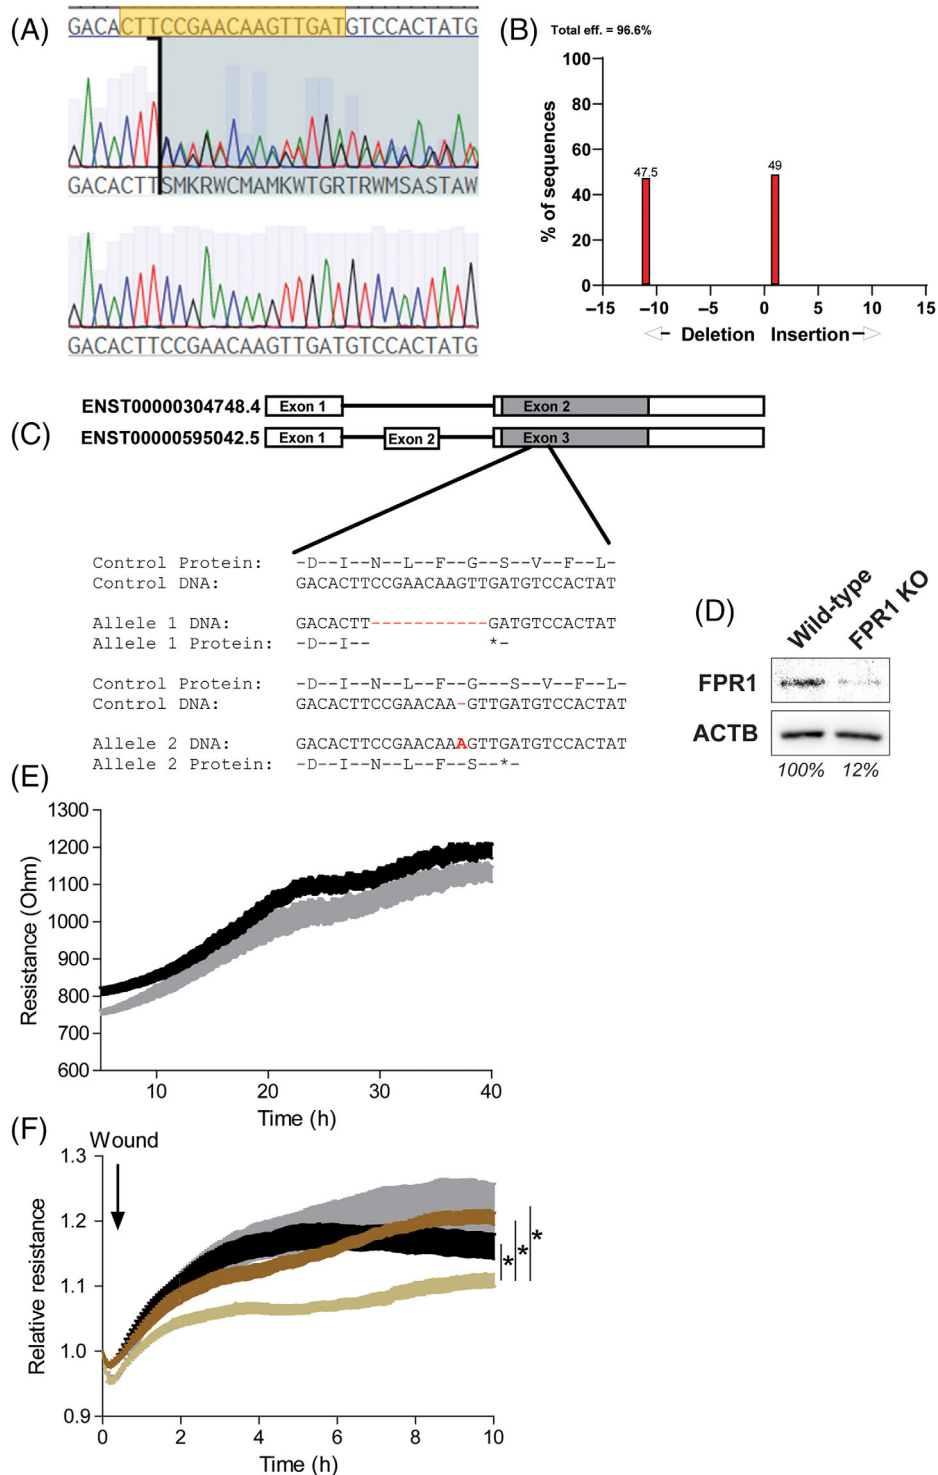 (A)
GACACTTCCGAACAAGTTGATGTCCACTATG
GACACTTSMKRWCMAMKWTGRTRWMSASTAW
GACACTTCCGAACAAGTTGATGTCCACTATG
(B)
Total eff. = 96.6%
% of sequences
100
80
60
40
20
0
47.5
49
−15 −10 −5 0 5 10 15
Deletion Insertion
(C)
ENST00000304748.4 Exon 1 Exon 2
ENST00000595042.5 Exon 1 Exon 2 Exon 3
Control Protein: -D--I--N--L--F--G--S--V--F--L-
Control DNA: GACACTTCCGAACAAGTTGATGTCCACTAT
Allele 1 DNA: GACACTT-----------GATGTCCACTAT
Allele 1 Protein: -D--I-- *-
Control Protein: -D--I--N--L--F--G---S--V--F--L-
Control DNA: GACACTTCCGAACAA-GTTGATGTCCACTAT
Allele 2 DNA: GACACTTCCGAACAAAGTTGATGTCCACTAT
Allele 2 Protein: -D--I--N--L--F--S--*-
(D)
Wild-type
FPR1 KO
FPR1
ACTB
100% 12%
(E)
Resistance (Ohm)
1300
1200
1100
1000
900
800
700
600
10 20 30 40
Time (h)
(F)
Wound
Relative resistance
1.3
1.2
1.1
1.0
0.9
* * *
0 2 4 6 8 10
Time (h)